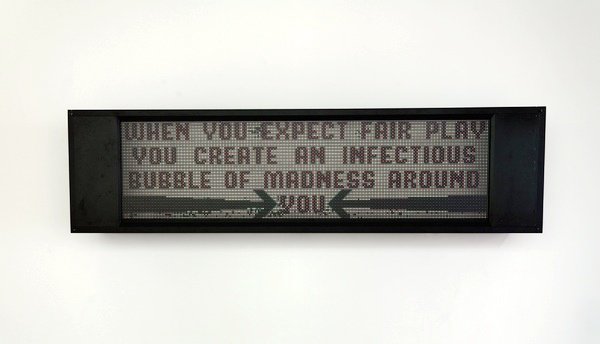 WHEN YOU EXPECT FAIR PLAY
YOU CREATE AN INFECTIOUS
BUBBLE OF MADNESS AROUND
YOU